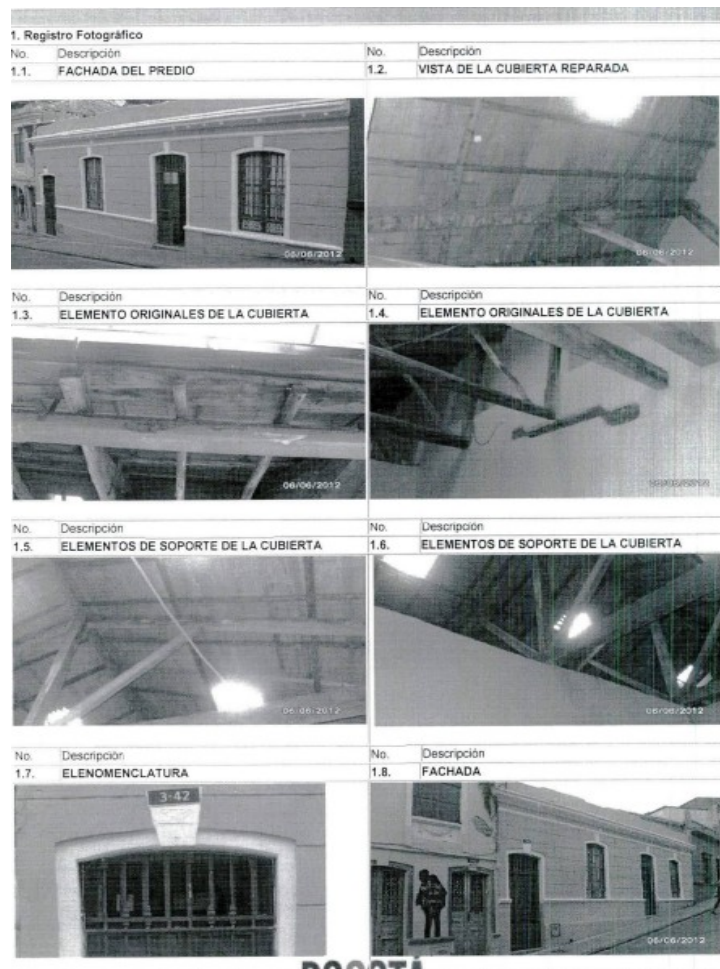 1. Registro Fotográfico
No. Descripción No. Descripción
1.1. FACHADA DEL PREDIO 1.2. VISTA DE LA CUBIERTA REPARADA
06/06/2012 06/06/2012
No. Descripción No. Descripción
1.3. ELEMENTO ORIGINALES DE LA CUBIERTA 1.4. ELEMENTO ORIGINALES DE LA CUBIERTA
06/06/2012 06/06/2012
No. Descripción No. Descripción
1.5. ELEMENTOS DE SOPORTE DE LA CUBIERTA 1.6. ELEMENTOS DE SOPORTE DE LA CUBIERTA
06/06/2012 06/06/2012
No. Descripción No. Descripción
1.7. ELENOMENCLATURA 1.8. FACHADA
3-42
06/06/2012
BOGOTÁ